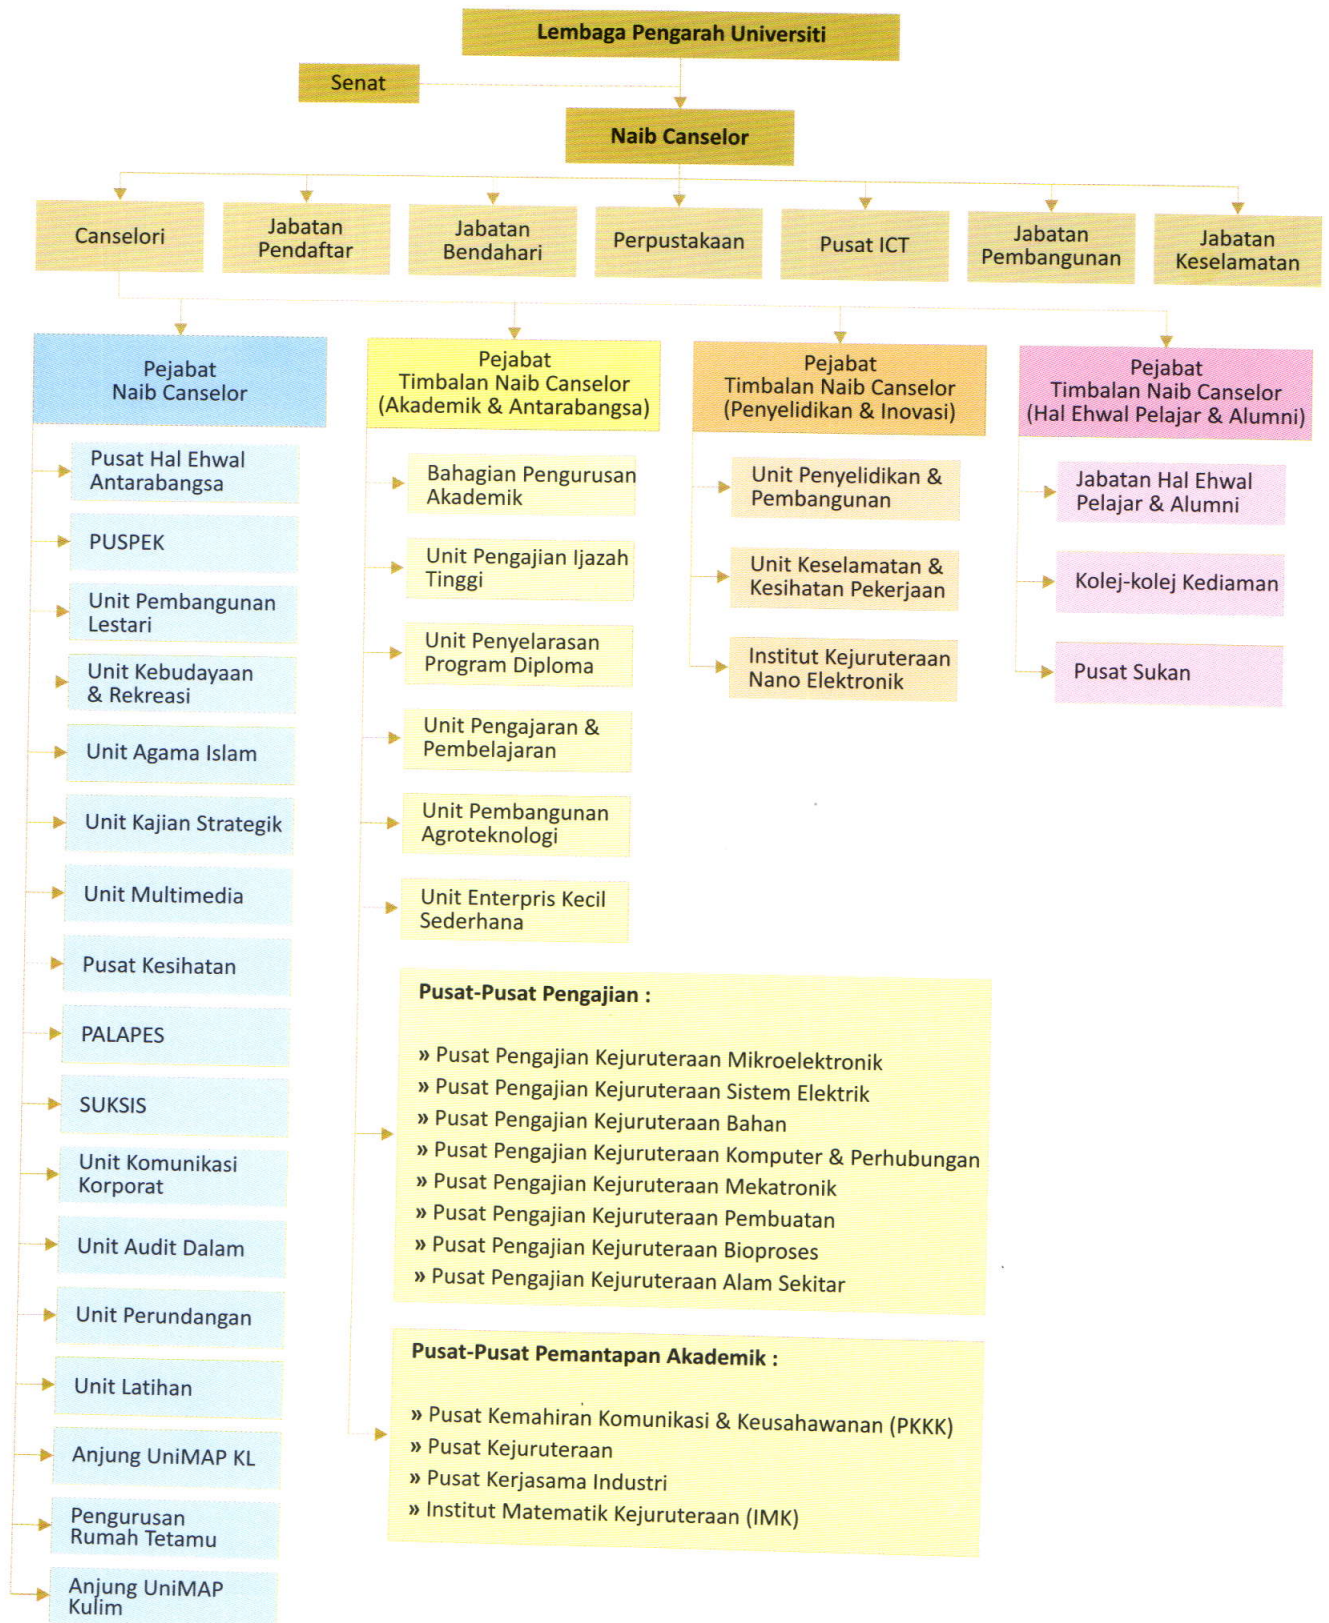 Lembaga Pengarah Universiti
Senat
Naib Canselor
Canselori
Jabatan
Pendaftar
Jabatan
Bendahari
Perpustakaan
Pusat ICT
Jabatan
Pembangunan
Jabatan
Keselamatan
Pejabat
Naib Canselor
Pusat Hal Ehwal
Antarabangsa
PUSPEK
Unit Pembangunan
Lestari
Unit Kebudayaan
& Rekreasi
Unit Agama Islam
Unit Kajian Strategik
Unit Multimedia
Pusat Kesihatan
PALAPES
SUKSIS
Unit Komunikasi
Korporat
Unit Audit Dalam
Unit Perundangan
Unit Latihan
Anjung UniMAP KL
Pengurusan
Rumah Tetamu
Anjung UniMAP
Kulim
Pejabat
Timbalan Naib Canselor
(Akademik & Antarabangsa)
Bahagian Pengurusan
Akademik
Unit Pengajian Ijazah
Tinggi
Unit Penyelarasan
Program Diploma
Unit Pengajaran &
Pembelajaran
Unit Pembangunan
Agroteknologi
Unit Enterpris Kecil
Sederhana
Pusat-Pusat Pengajian :
» Pusat Pengajian Kejuruteraan Mikroelektronik
» Pusat Pengajian Kejuruteraan Sistem Elektrik
» Pusat Pengajian Kejuruteraan Bahan
» Pusat Pengajian Kejuruteraan Komputer & Perhubungan
» Pusat Pengajian Kejuruteraan Mekatronik
» Pusat Pengajian Kejuruteraan Pembuatan
» Pusat Pengajian Kejuruteraan Bioproses
» Pusat Pengajian Kejuruteraan Alam Sekitar
Pusat-Pusat Pemantapan Akademik :
» Pusat Kemahiran Komunikasi & Keusahawanan (PKKK)
» Pusat Kejuruteraan
» Pusat Kerjasama Industri
» Institut Matematik Kejuruteraan (IMK)
Pejabat
Timbalan Naib Canselor
(Penyelidikan & Inovasi)
Unit Penyelidikan &
Pembangunan
Unit Keselamatan &
Kesihatan Pekerjaan
Institut Kejuruteraan
Nano Elektronik
Pejabat
Timbalan Naib Canselor
(Hal Ehwal Pelajar & Alumni)
Jabatan Hal Ehwal
Pelajar & Alumni
Kolej-kolej Kediaman
Pusat Sukan